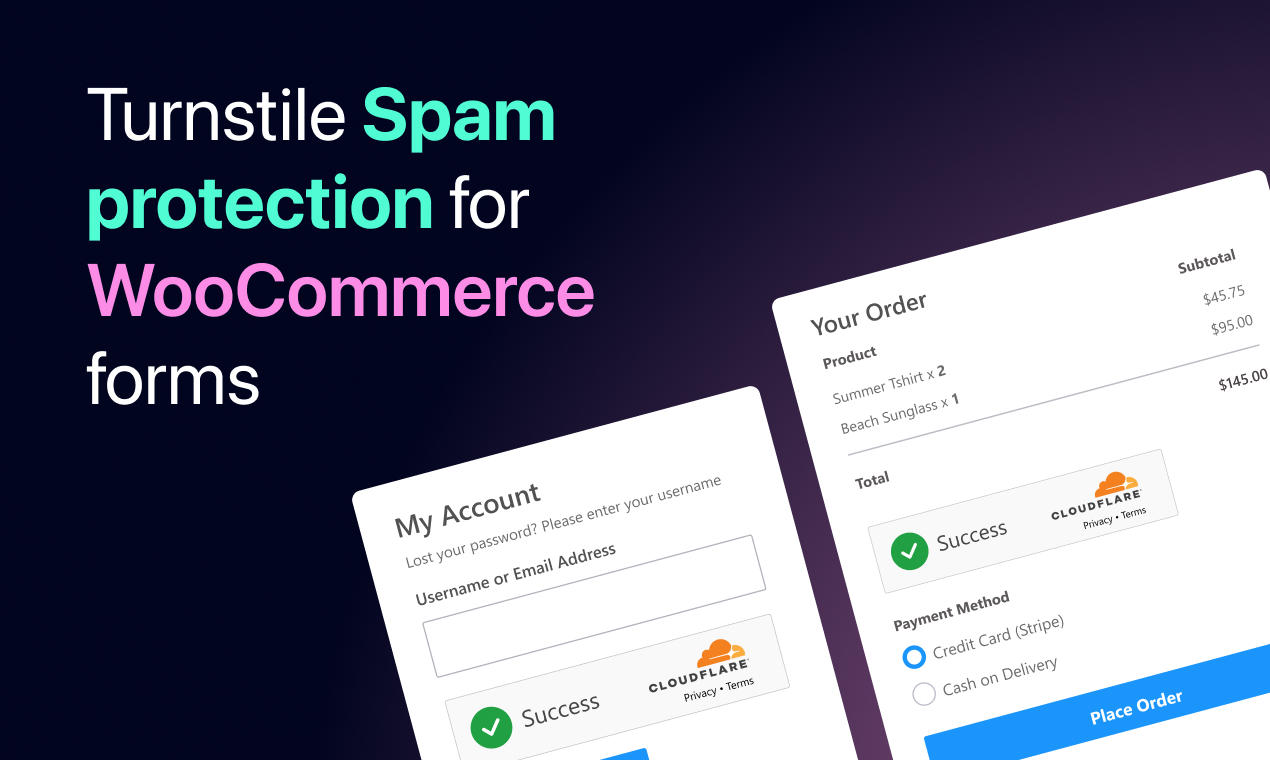 Turnstile Spam
protection for
WooCommerce
forms
My Account
Lost your password? Please enter your username
Username or Email Address
Success
CLOUDFLARE
Privacy • Terms
Your Order
Product Subtotal
Summer Tshirt x 2 $45.75
Beach Sunglass x 1 $95.00
Total $145.00
Success
CLOUDFLARE
Privacy • Terms
Payment Method
Credit Card (Stripe)
Cash on Delivery
Place Order